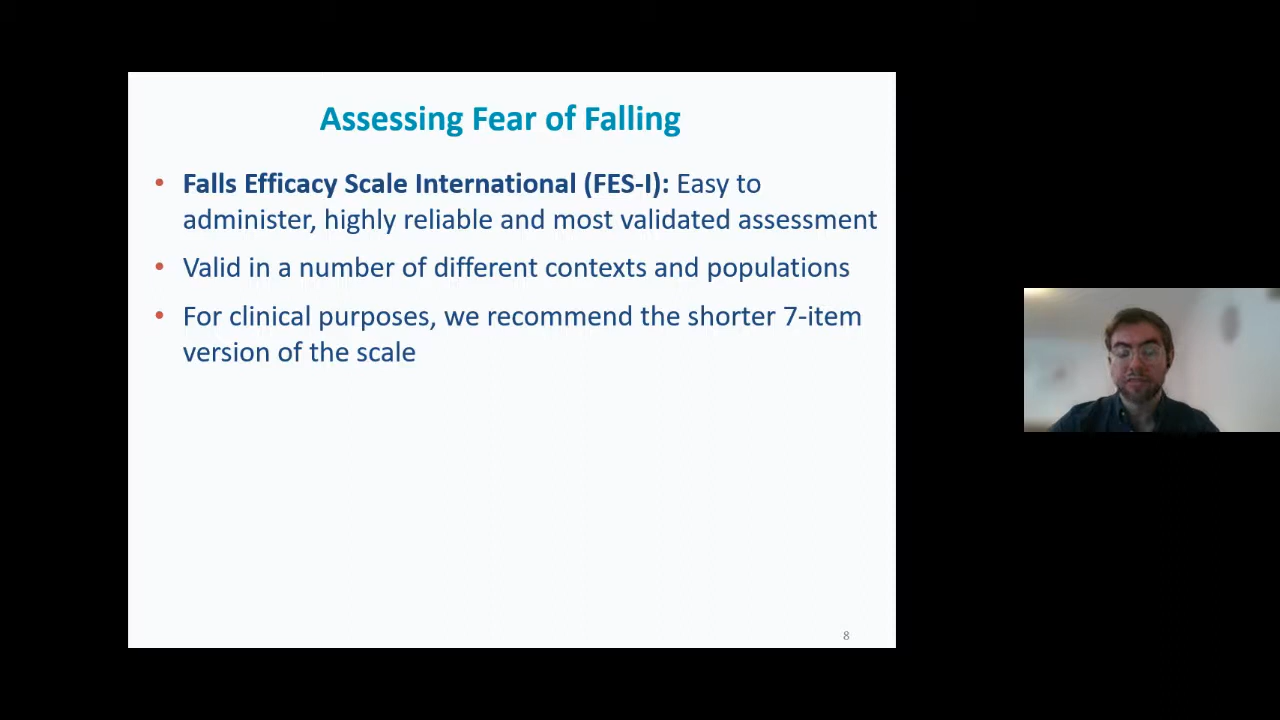 Assessing Fear of Falling
• Falls Efficacy Scale International (FES-I): Easy to
administer, highly reliable and most validated assessment
• Valid in a number of different contexts and populations
• For clinical purposes, we recommend the shorter 7-item
version of the scale
8